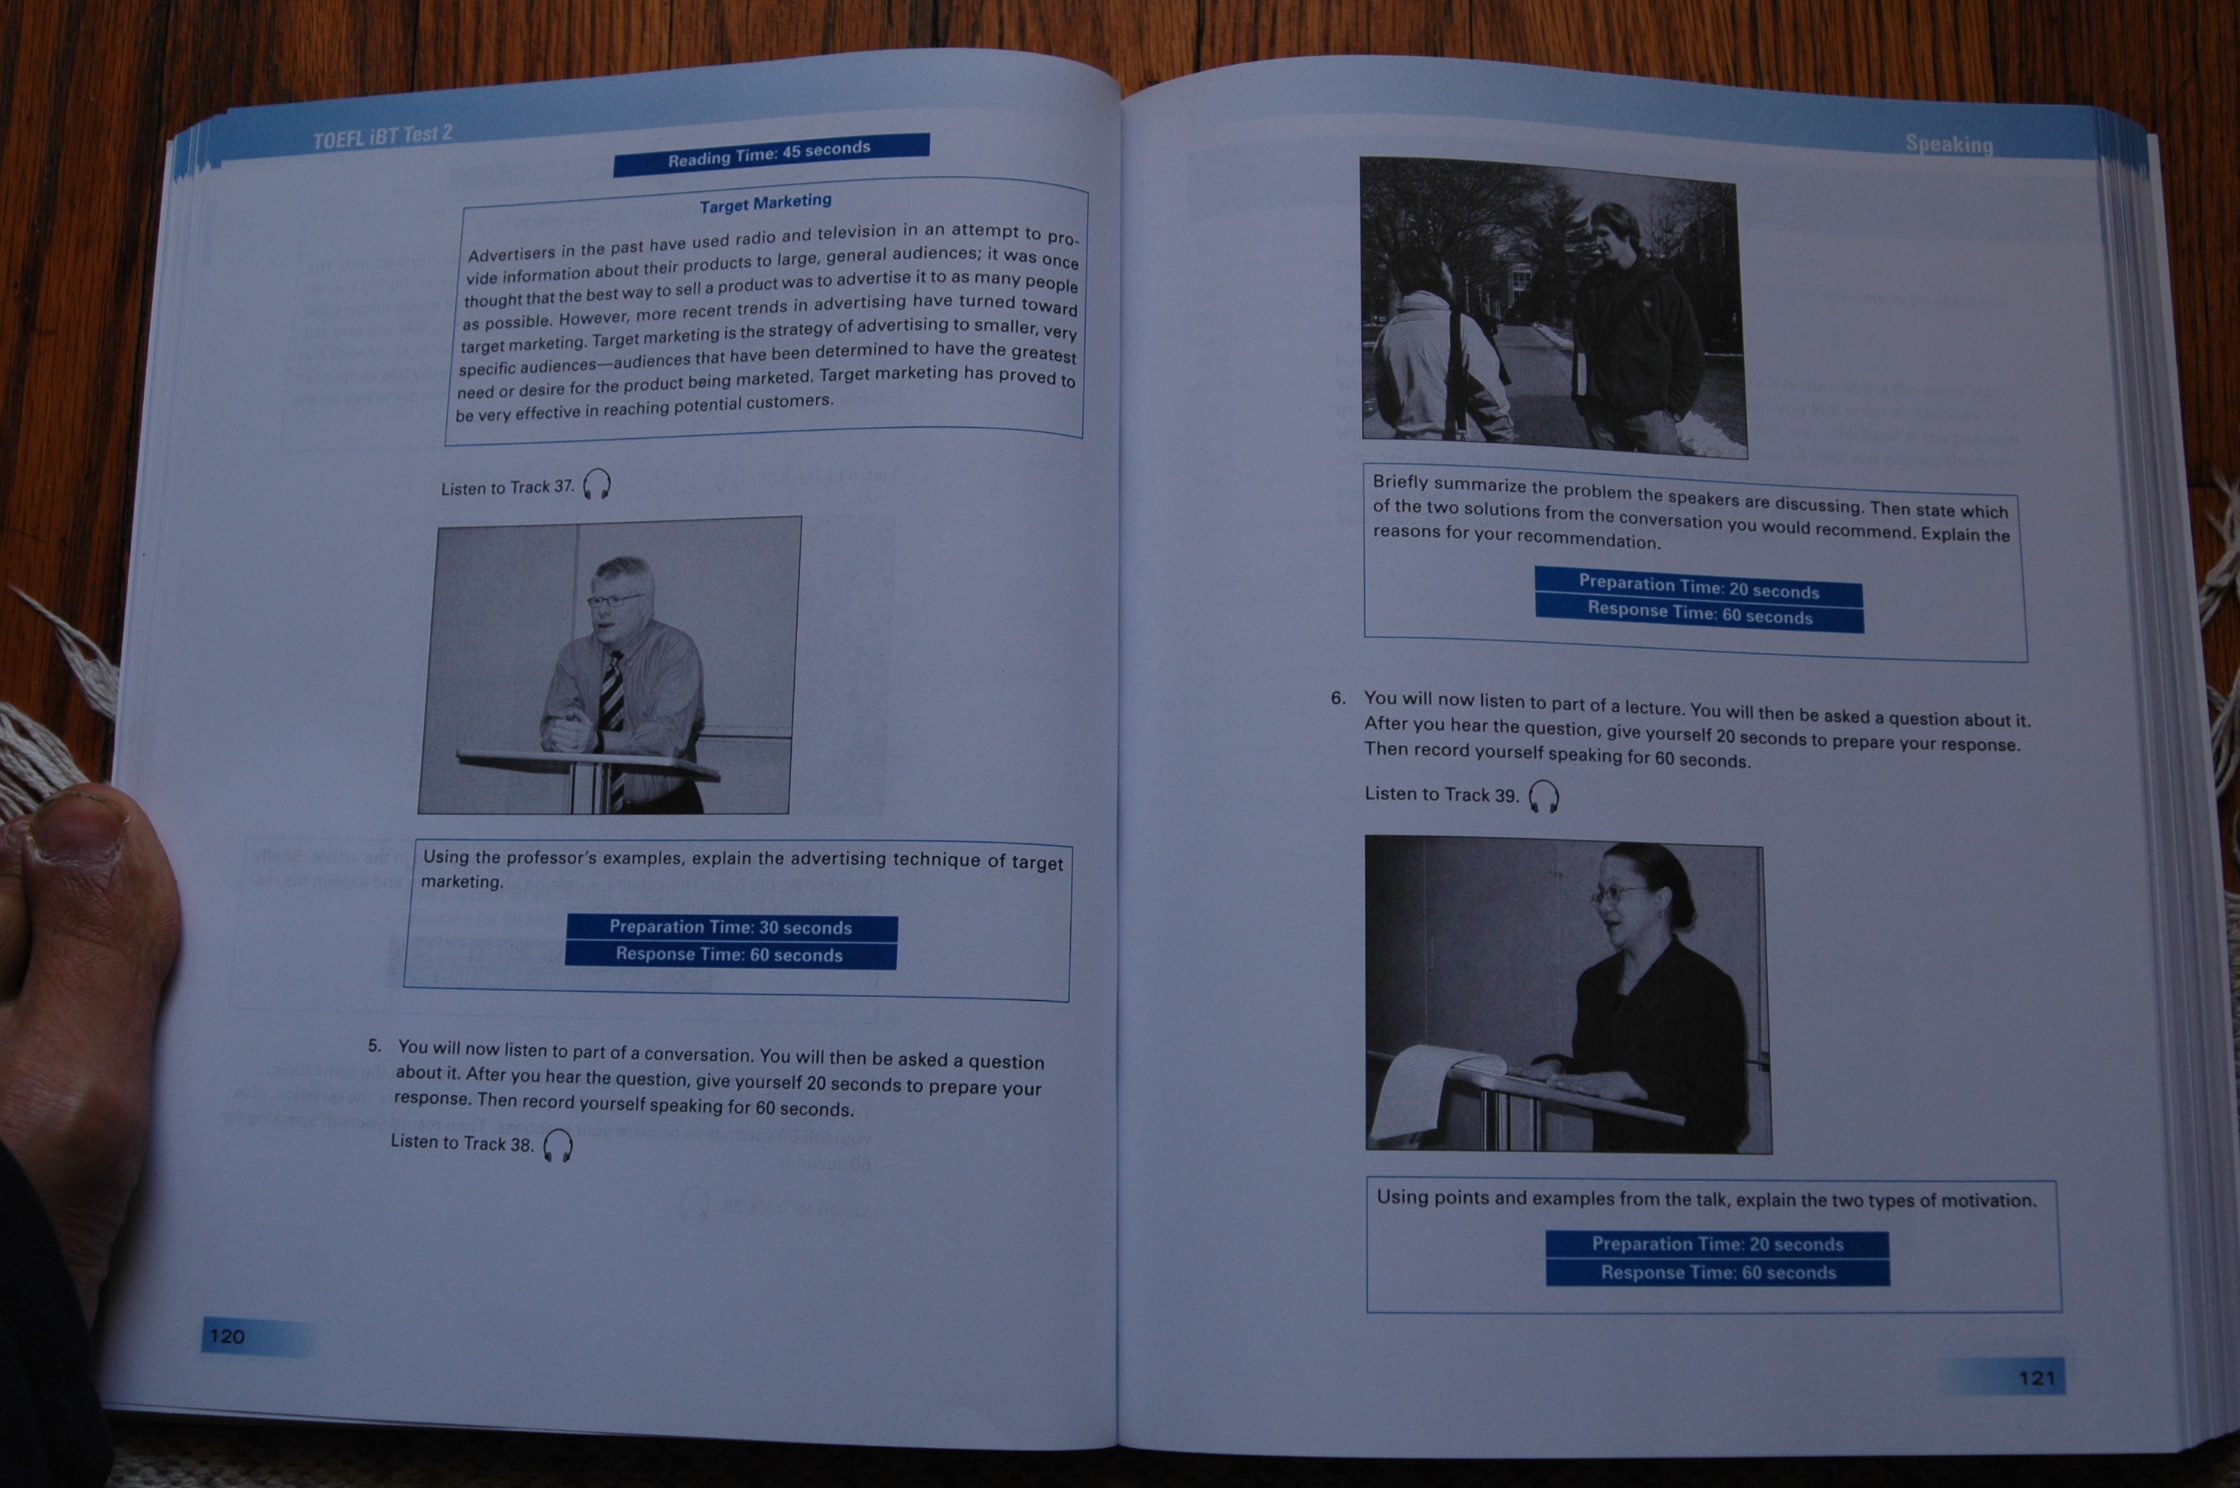 TOEFL iBT Test 2
Reading Time: 45 seconds
Target Marketing
Advertisers in the past have used radio and television in an attempt to pro-
vide information about their products to large, general audiences; it was once
thought that the best way to sell a product was to advertise it to as many people
as possible. However, more recent trends in advertising have turned toward
target marketing. Target marketing is the strategy of advertising to smaller, very
specific audiences—audiences that have been determined to have the greatest
need or desire for the product being marketed. Target marketing has proved to
be very effective in reaching potential customers.
Listen to Track 37.
Using the professor's examples, explain the advertising technique of target
marketing.
Preparation Time: 30 seconds
Response Time: 60 seconds
5. You will now listen to part of a conversation. You will then be asked a question
about it. After you hear the question, give yourself 20 seconds to prepare your
response. Then record yourself speaking for 60 seconds.
Listen to Track 38.
120
Speaking
Briefly summarize the problem the speakers are discussing. Then state which
of the two solutions from the conversation you would recommend. Explain the
reasons for your recommendation.
Preparation Time: 20 seconds
Response Time: 60 seconds
6. You will now listen to part of a lecture. You will then be asked a question about it.
After you hear the question, give yourself 20 seconds to prepare your response.
Then record yourself speaking for 60 seconds.
Listen to Track 39.
Using points and examples from the talk, explain the two types of motivation.
Preparation Time: 20 seconds
Response Time: 60 seconds
121